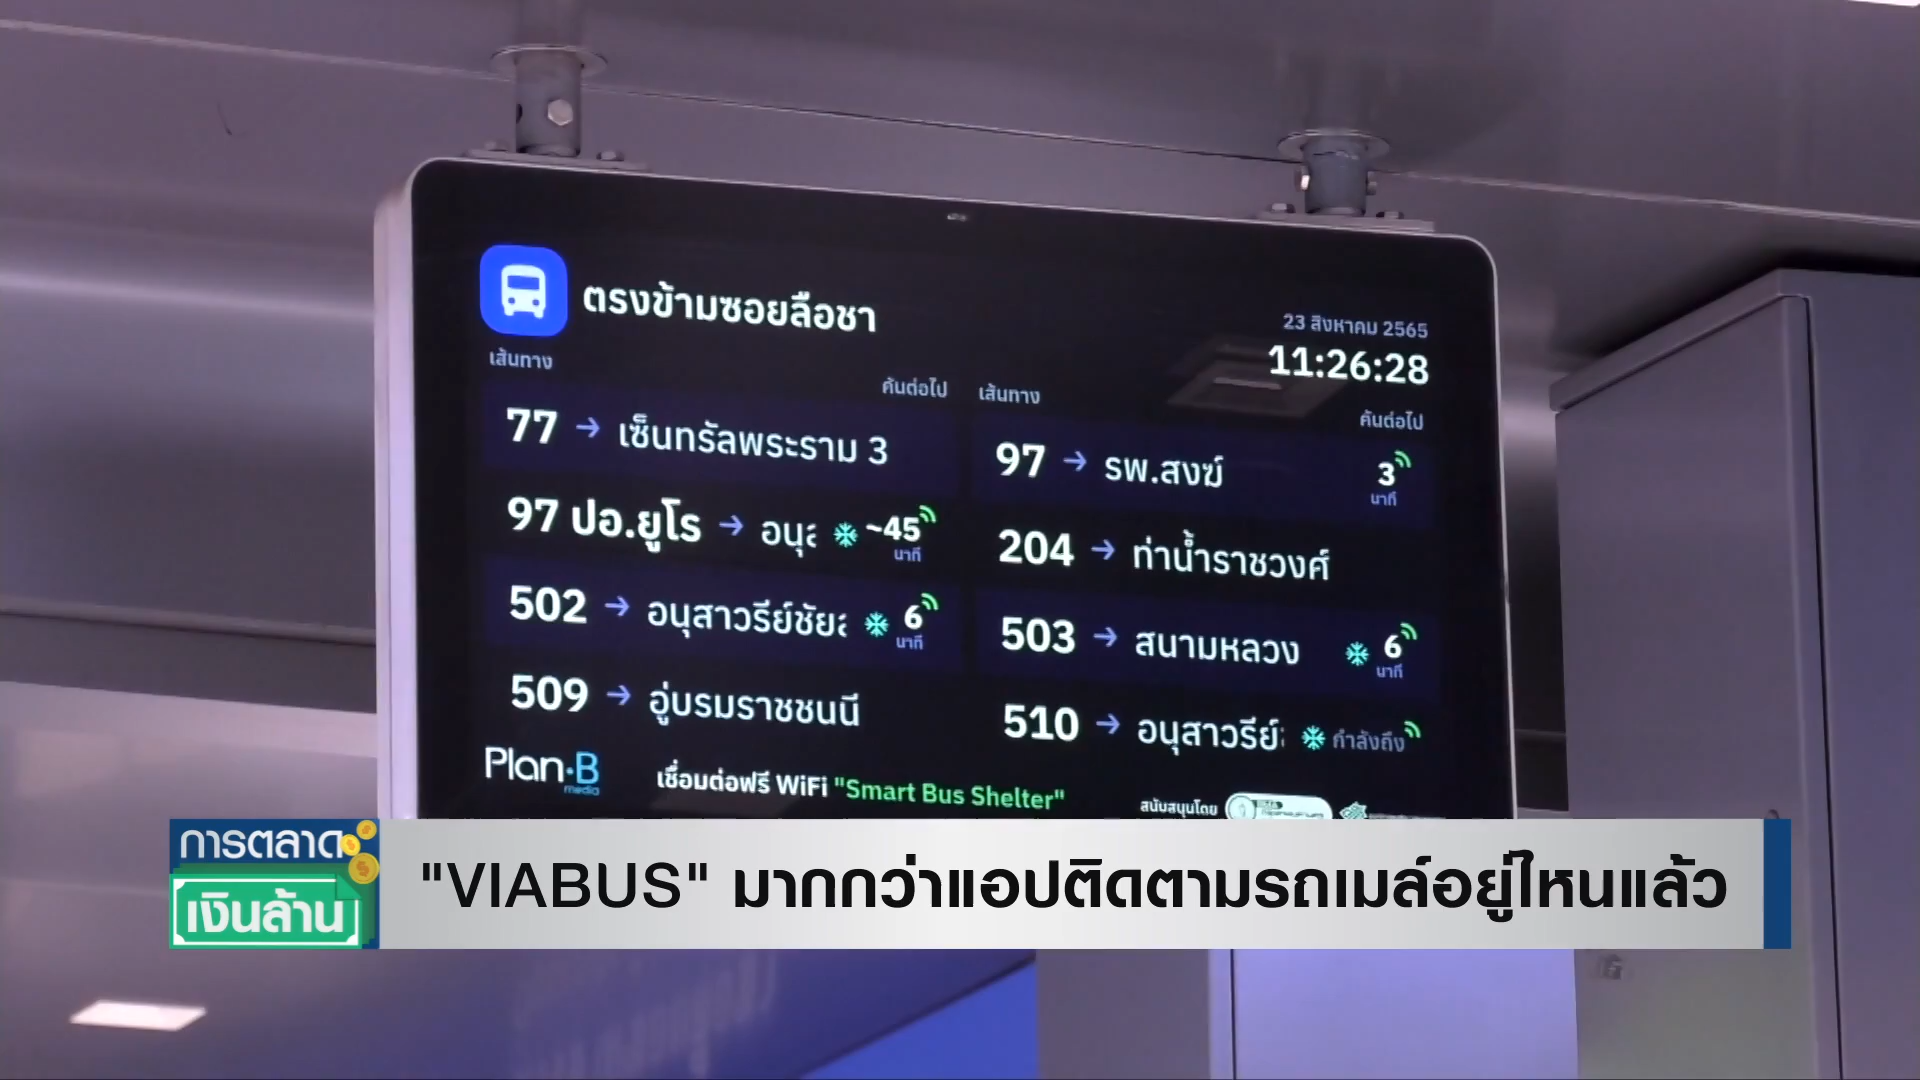 ตรงข้ามซอยลือชา
23 สิงหาคม 2565
11:26:28
เส้นทาง คันต่อไป
77 → เซ็นทรัลพระราม 3
97 ปอ.ยูโร → อนุส ~45 นาที
502 → อนุสาวรีย์ชัยส 6 นาที
509 → อู่บรมราชชนนี
เส้นทาง คันต่อไป
97 → รพ.สงฆ์ 3 นาที
204 → ท่าน้ำราชวงศ์
503 → สนามหลวง 6 นาที
510 → อนุสาวรีย์ กำลังถึง
Plan·B media
เชื่อมต่อฟรี WiFi "Smart Bus Shelter"
สนับสนุนโดย
การตลาด
เงินล้าน
"VIABUS" มากกว่าแอปติดตามรถเมล์อยู่ไหนแล้ว